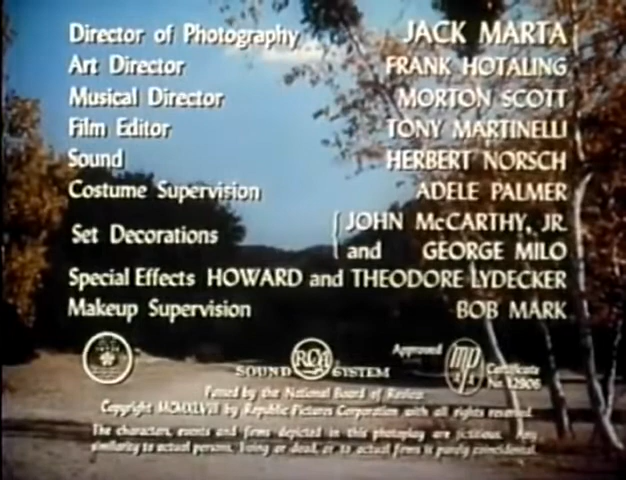 Director of Photography JACK MARTA
Art Director FRANK HOTALING
Musical Director MORTON SCOTT
Film Editor TONY MARTINELLI
Sound HERBERT NORSCH
Costume Supervision ADELE PALMER
Set Decorations { JOHN McCARTHY, JR.
and GEORGE MILO
Special Effects HOWARD and THEODORE LYDECKER
Makeup Supervision BOB MARK
SOUND RCA SYSTEM
Approved MP Certificate
No. 12506
Passed by the National Board of Review
Copyright MCMXLVII by Republic Pictures Corporation with all rights reserved.
The characters, events and firms depicted in this photoplay are fictitious. Any
similarity to actual persons, living or dead, or to actual firms is purely coincidental.